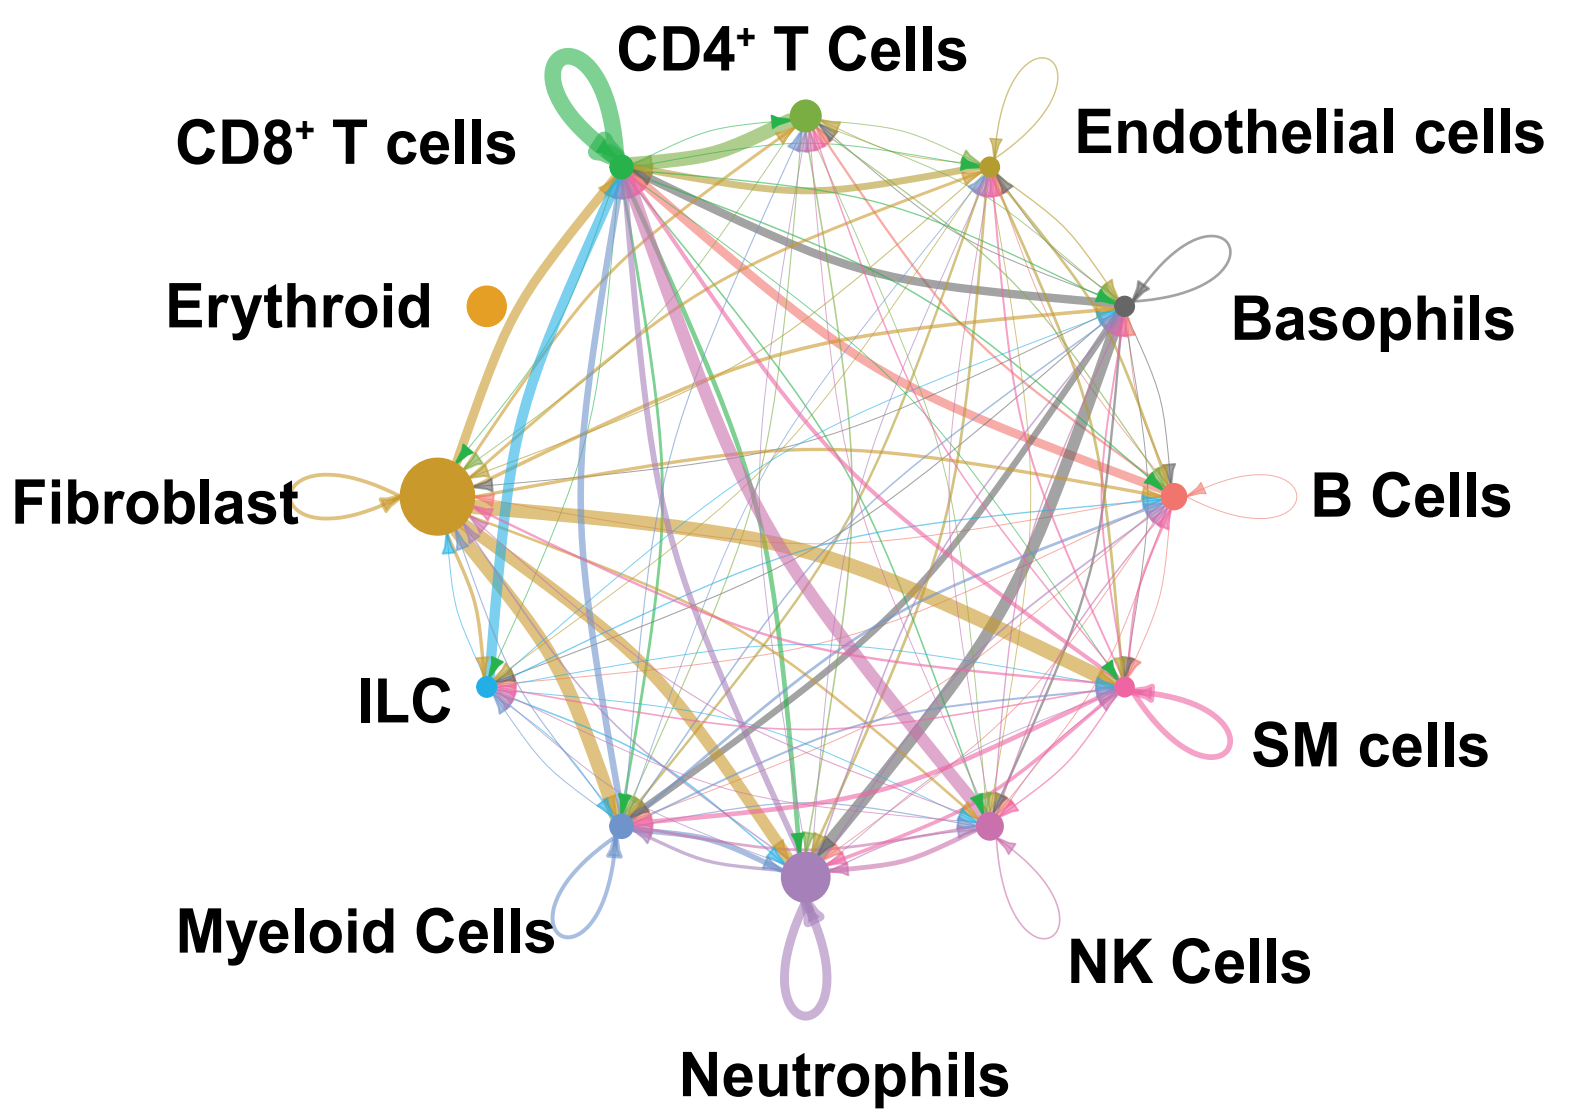 CD4⁺ T Cells
CD8⁺ T cells
Endothelial cells
Erythroid
Basophils
Fibroblast
B Cells
ILC
SM cells
Myeloid Cells
NK Cells
Neutrophils